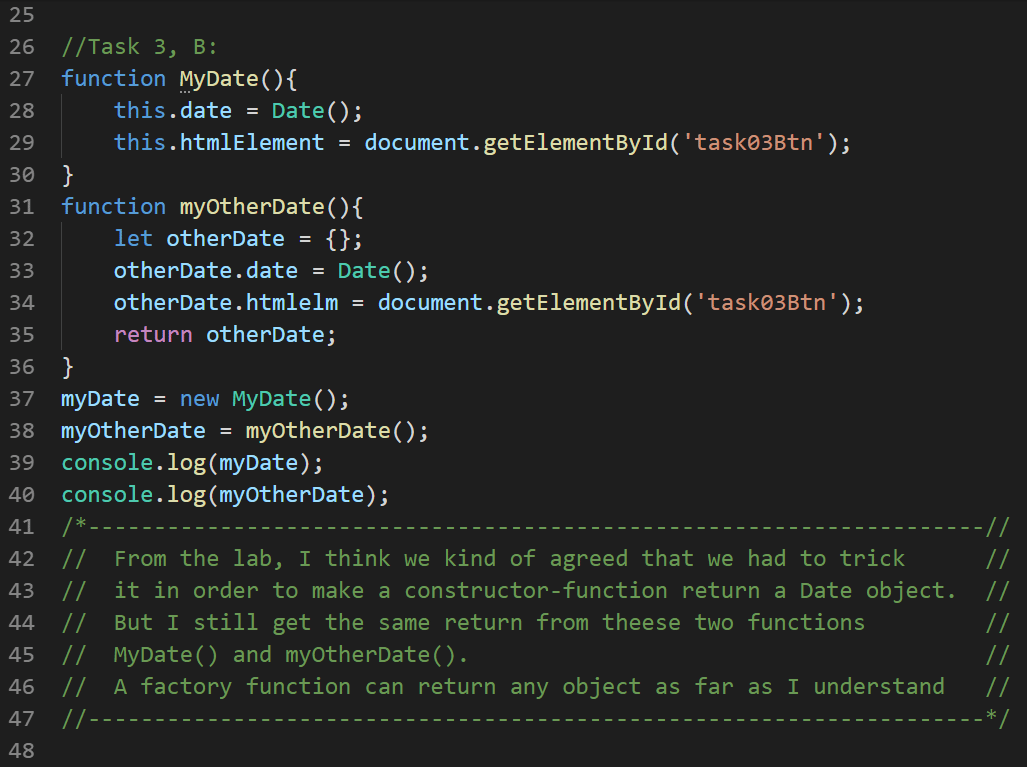 25
26 //Task 3, B:
27 function MyDate(){
28     this.date = Date();
29     this.htmlElement = document.getElementById('task03Btn');
30 }
31 function myOtherDate(){
32     let otherDate = {};
33     otherDate.date = Date();
34     otherDate.htmlelm = document.getElementById('task03Btn');
35     return otherDate;
36 }
37 myDate = new MyDate();
38 myOtherDate = myOtherDate();
39 console.log(myDate);
40 console.log(myOtherDate);
41 /*--------------------------------------------------------------------//
42 //  From the lab, I think we kind of agreed that we had to trick      //
43 //  it in order to make a constructor-function return a Date object.  //
44 //  But I still get the same return from theese two functions         //
45 //  MyDate() and myOtherDate().                                       //
46 //  A factory function can return any object as far as I understand   //
47 //--------------------------------------------------------------------*/
48